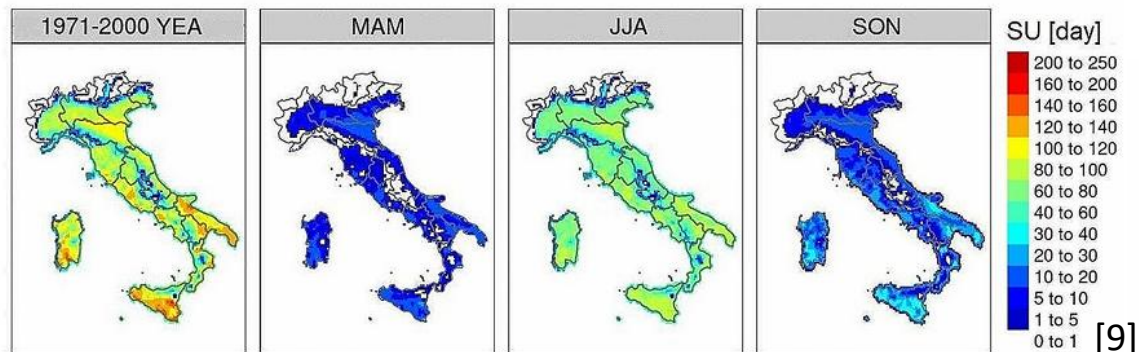 1971-2000 YEA
MAM
JJA
SON
SU [day]
200 to 250
160 to 200
140 to 160
120 to 140
100 to 120
80 to 100
60 to 80
40 to 60
30 to 40
20 to 30
10 to 20
5 to 10
1 to 5
0 to 1
[9]